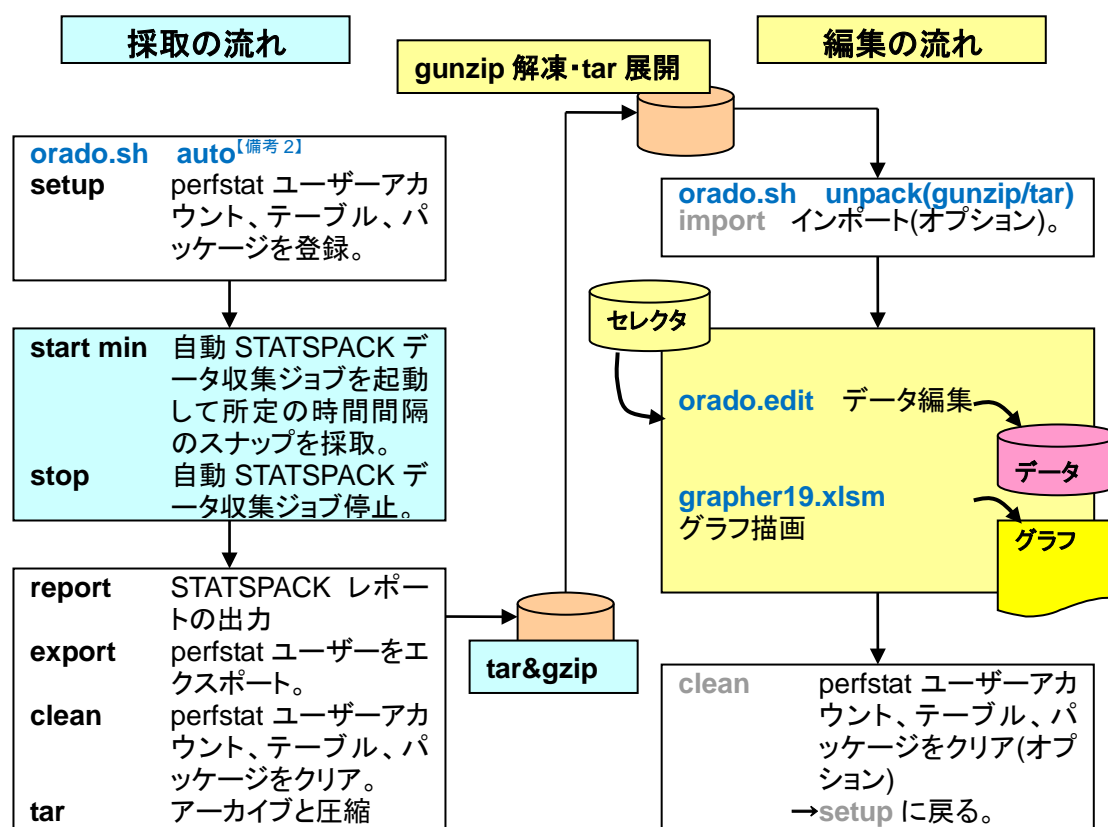 採取の流れ
orado.sh auto【備考 2】
setup perfstat ユーザーアカ
ウント、テーブル、パ
ッケージを登録。
start min 自動 STATSPACK デ
ータ収集ジョブを起動
して所定の時間間隔
のスナップを採取。
stop 自動 STATSPACK デ
ータ収集ジョブ停止。
report STATSPACK レポー
トの出力
export perfstat ユーザーをエ
クスポート。
clean perfstat ユーザーアカ
ウント、テーブル、パ
ッケージをクリア。
tar アーカイブと圧縮
tar&gzip
gunzip 解凍・tar 展開
編集の流れ
orado.sh unpack(gunzip/tar)
import インポート(オプション)。
セレクタ
orado.edit データ編集
データ
grapher19.xlsm
グラフ描画
グラフ
clean perfstat ユーザーアカ
ウント、テーブル、パ
ッケージをクリア(オプ
ション)
→setup に戻る。